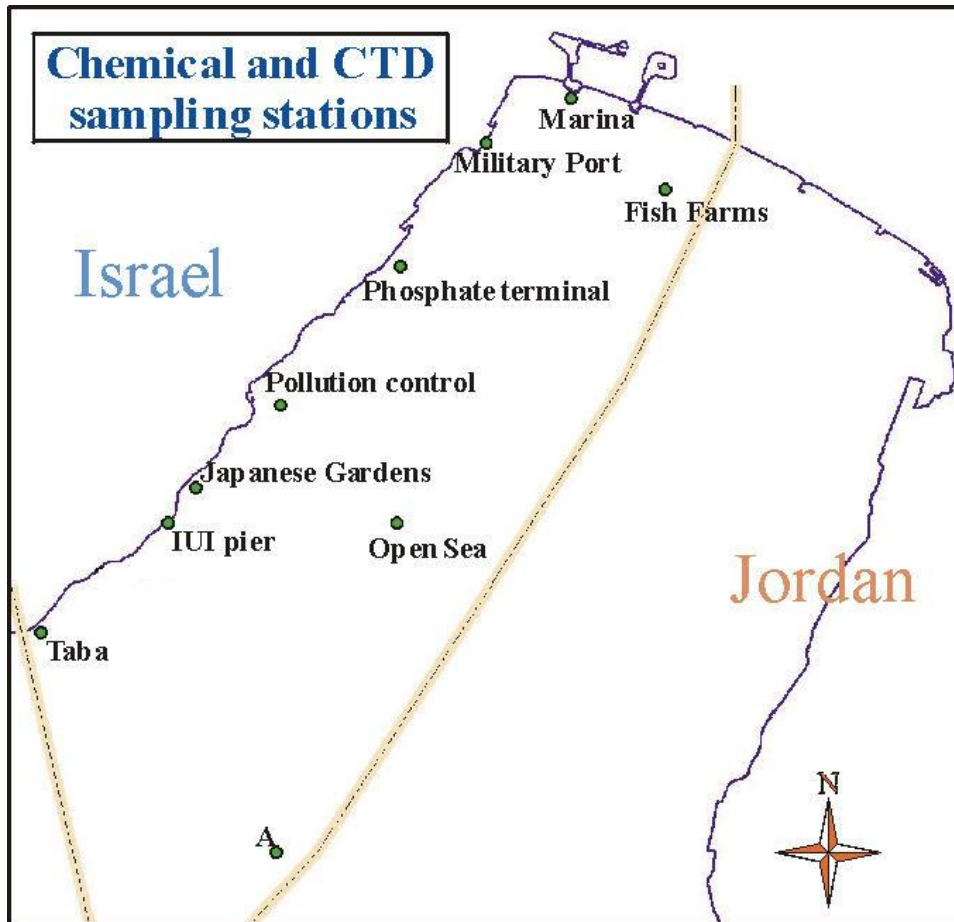 Chemical and CTD
sampling stations
Marina
Military Port
Fish Farms
Israel
Phosphate terminal
Pollution control
Japanese Gardens
IUI pier
Open Sea
Jordan
Taba
N
A